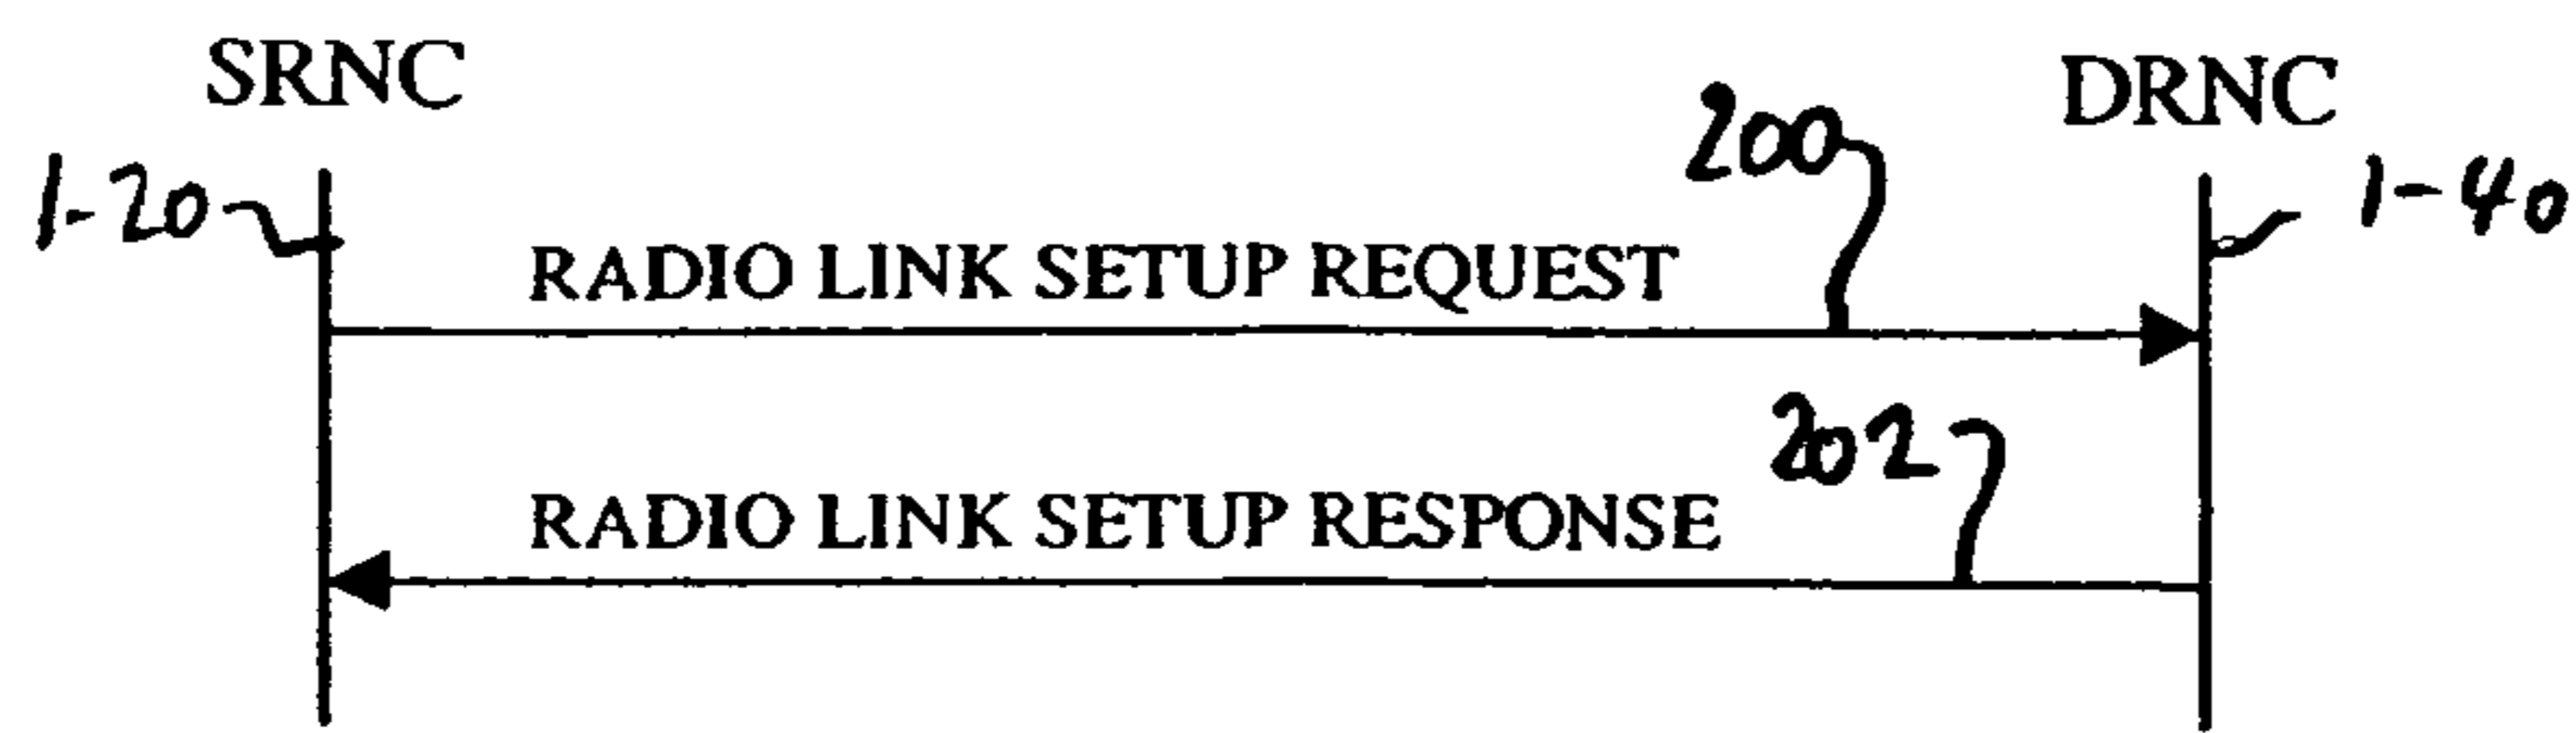 SRNC
DRNC
200
1-20
1-40
RADIO LINK SETUP REQUEST
202
RADIO LINK SETUP RESPONSE